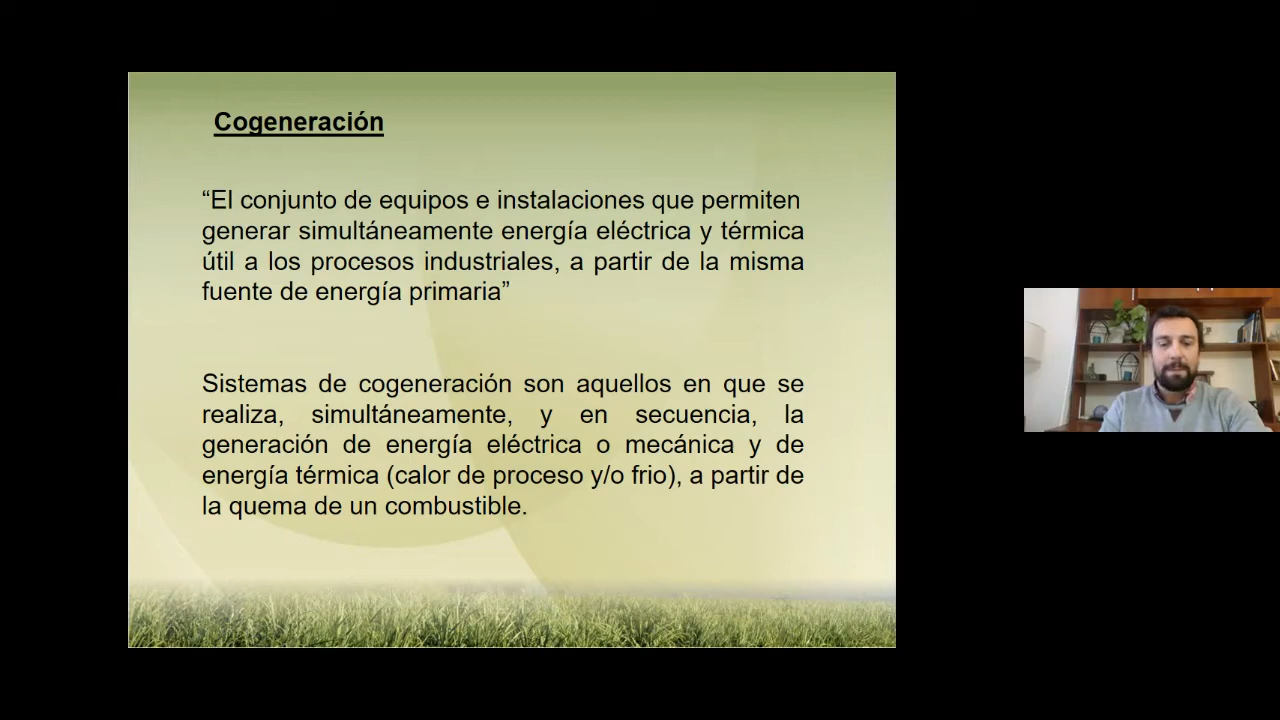 Cogeneración
“El conjunto de equipos e instalaciones que permiten
generar simultáneamente energía eléctrica y térmica
útil a los procesos industriales, a partir de la misma
fuente de energía primaria”
Sistemas de cogeneración son aquellos en que se
realiza, simultáneamente, y en secuencia, la
generación de energía eléctrica o mecánica y de
energía térmica (calor de proceso y/o frio), a partir de
la quema de un combustible.